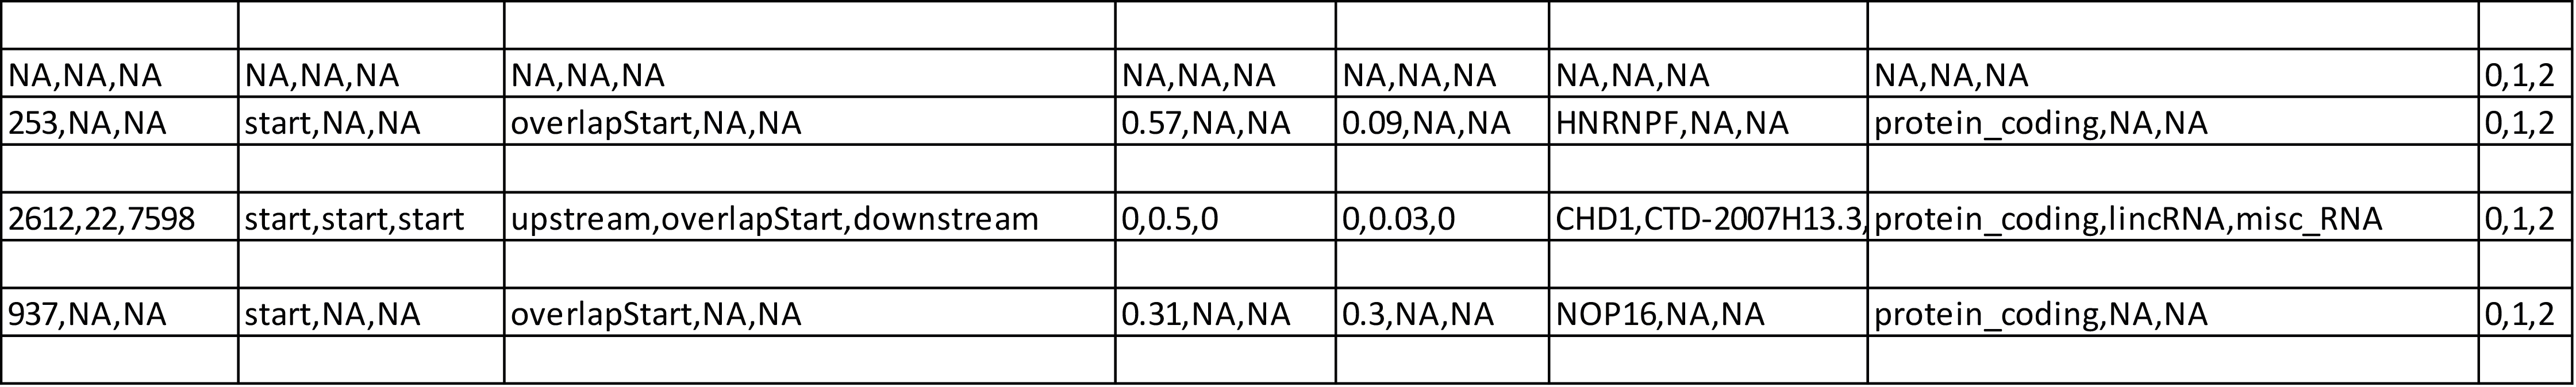 NA,NA,NA NA,NA,NA NA,NA,NA NA,NA,NA NA,NA,NA NA,NA,NA NA,NA,NA 0,1,2
253,NA,NA start,NA,NA overlapStart,NA,NA 0.57,NA,NA 0.09,NA,NA HNRNPF,NA,NA protein_coding,NA,NA 0,1,2
2612,22,7598 start,start,start upstream,overlapStart,downstream 0,0.5,0 0,0.03,0 CHD1,CTD-2007H13.3, protein_coding,lincRNA,misc_RNA 0,1,2
937,NA,NA start,NA,NA overlapStart,NA,NA 0.31,NA,NA 0.3,NA,NA NOP16,NA,NA protein_coding,NA,NA 0,1,2